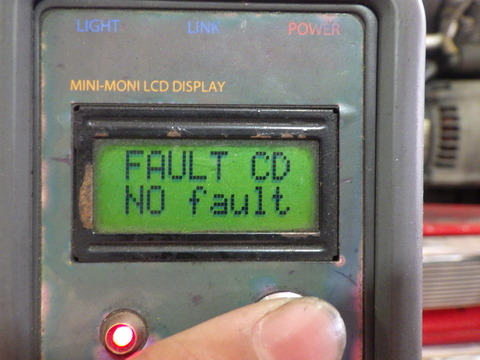 LIGHT LINK POWER
MINI-MONI LCD DISPLAY
FAULT CD
NO fault